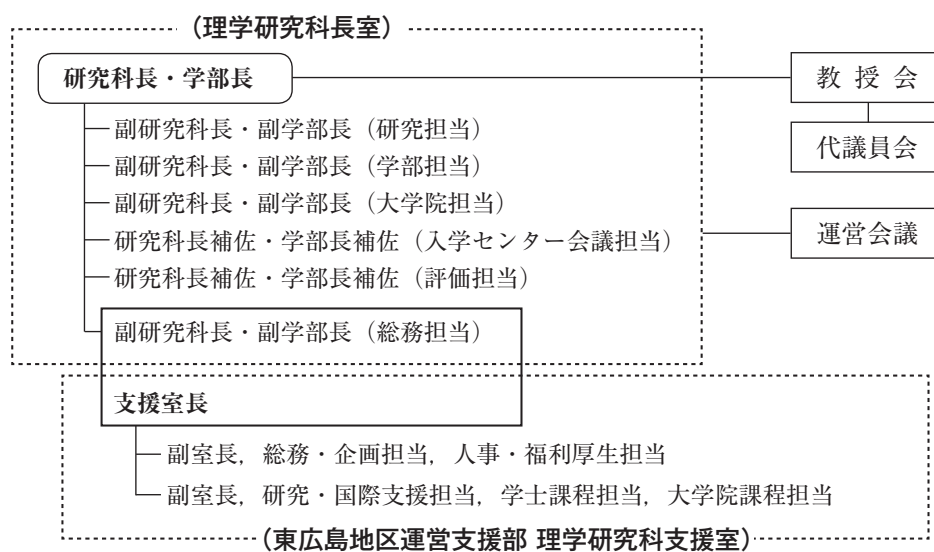 (理学研究科長室)
研究科長・学部長
教 授 会
副研究科長・副学部長(研究担当)
代議員会
副研究科長・副学部長(学部担当)
副研究科長・副学部長(大学院担当)
研究科長補佐・学部長補佐(入学センター会議担当)
運営会議
研究科長補佐・学部長補佐(評価担当)
副研究科長・副学部長(総務担当)
支援室長
副室長,総務・企画担当,人事・福利厚生担当
副室長,研究・国際支援担当,学士課程担当,大学院課程担当
(東広島地区運営支援部 理学研究科支援室)